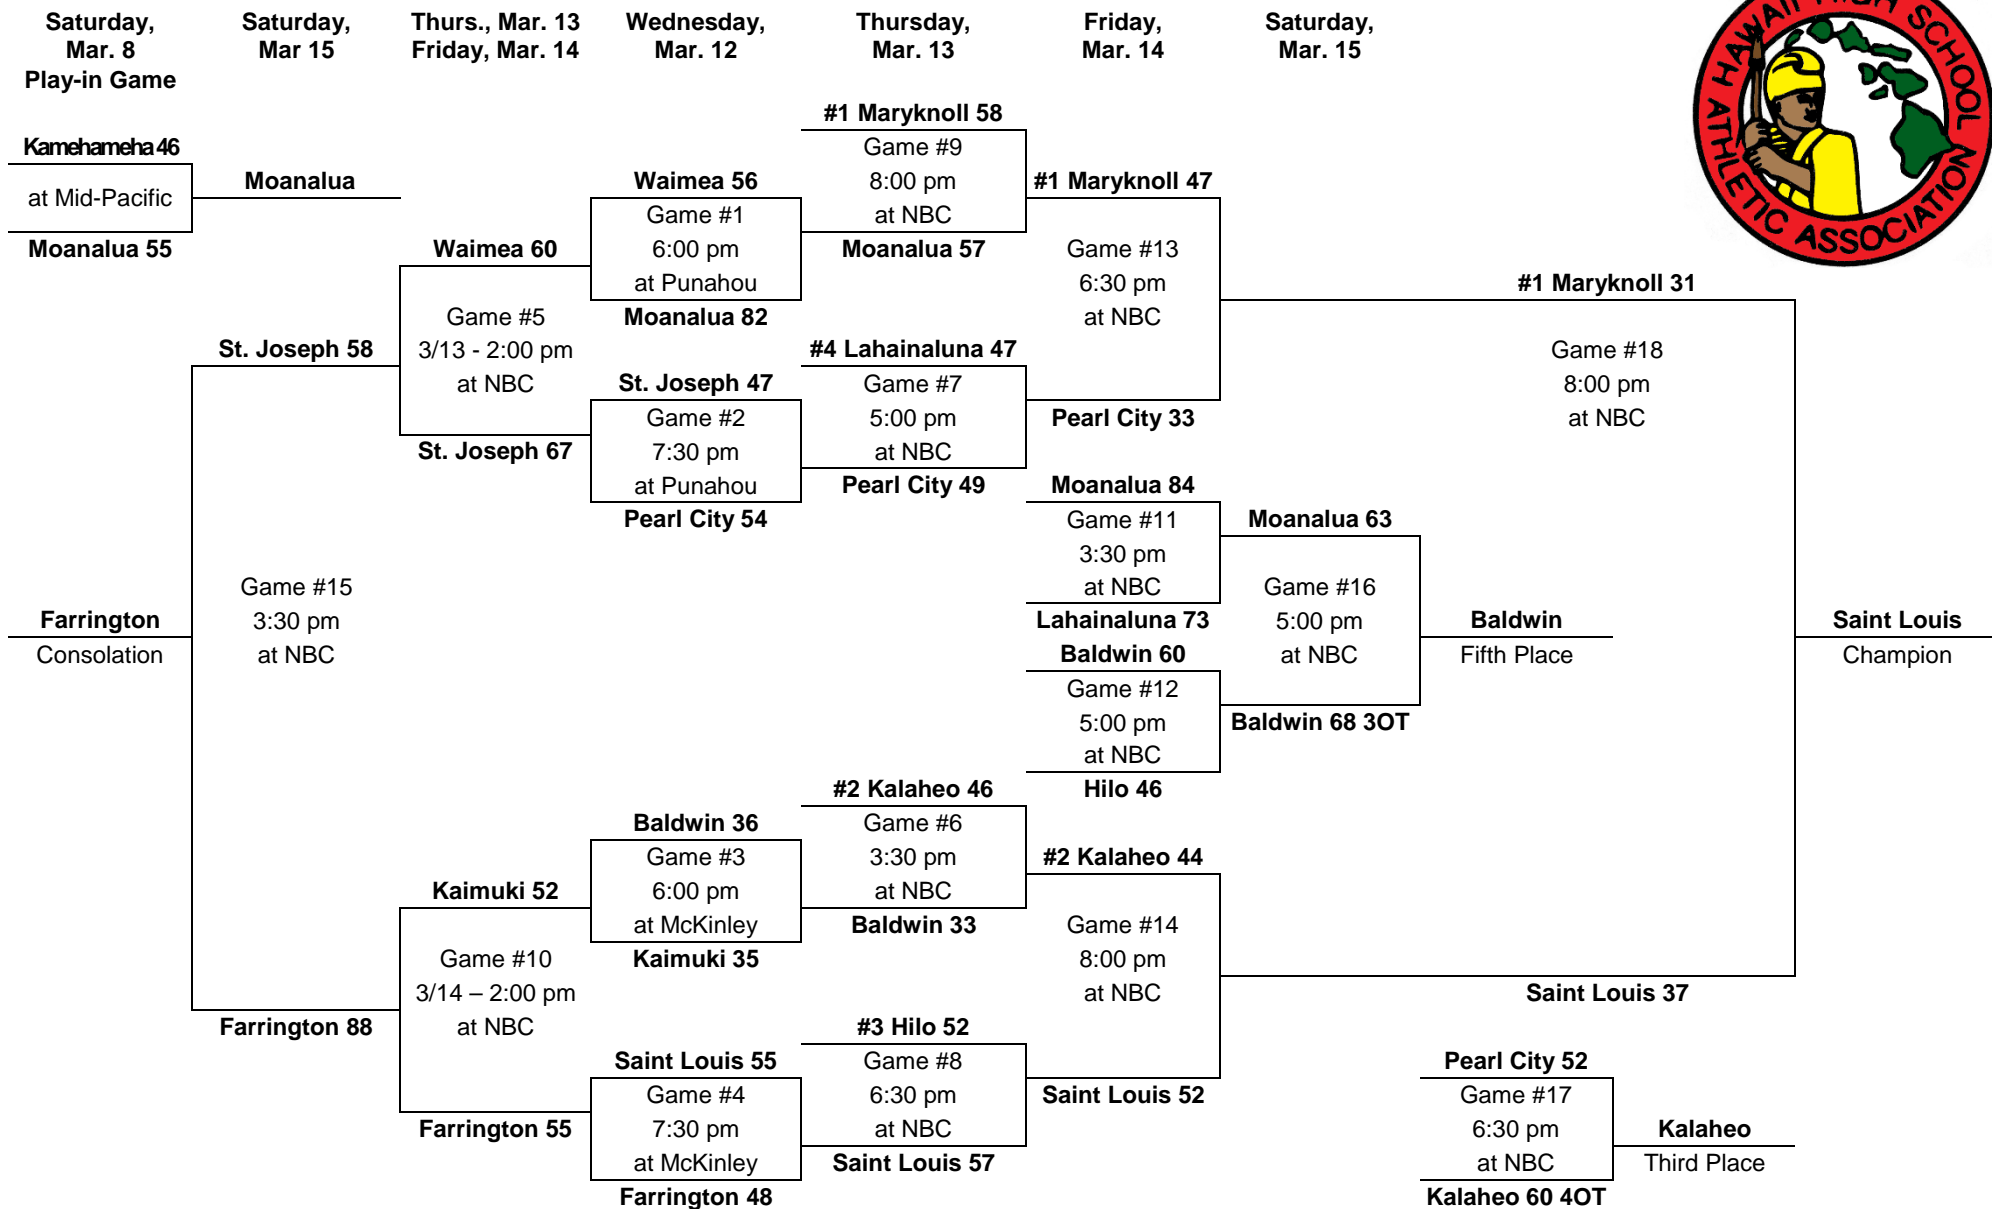 Saturday,
Mar. 8
Play-in Game
Saturday,
Mar 15
Thurs., Mar. 13
Friday, Mar. 14
Wednesday,
Mar. 12
Thursday,
Mar. 13
Friday,
Mar. 14
Saturday,
Mar. 15
HAWAII HIGH SCHOOL
ATHLETIC ASSOCIATION
Kamehameha 46
at Mid-Pacific
Moanalua 55
Moanalua
Waimea 60
Game #5
3/13 - 2:00 pm
at NBC
St. Joseph 67
St. Joseph 58
Game #15
3:30 pm
at NBC
Farrington 88
Farrington
Consolation
Kaimuki 52
Game #10
3/14 – 2:00 pm
at NBC
Farrington 55
Waimea 56
Game #1
6:00 pm
at Punahou
Moanalua 82
St. Joseph 47
Game #2
7:30 pm
at Punahou
Pearl City 54
Baldwin 36
Game #3
6:00 pm
at McKinley
Kaimuki 35
Saint Louis 55
Game #4
7:30 pm
at McKinley
Farrington 48
#1 Maryknoll 58
Game #9
8:00 pm
at NBC
Moanalua 57
#4 Lahainaluna 47
Game #7
5:00 pm
at NBC
Pearl City 49
#2 Kalaheo 46
Game #6
3:30 pm
at NBC
Baldwin 33
#3 Hilo 52
Game #8
6:30 pm
at NBC
Saint Louis 57
#1 Maryknoll 47
Game #13
6:30 pm
at NBC
Pearl City 33
Moanalua 84
Game #11
3:30 pm
at NBC
Lahainaluna 73
Baldwin 60
Game #12
5:00 pm
at NBC
Hilo 46
#2 Kalaheo 44
Game #14
8:00 pm
at NBC
Saint Louis 52
Moanalua 63
Game #16
5:00 pm
at NBC
Baldwin 68 3OT
Baldwin
Fifth Place
#1 Maryknoll 31
Game #18
8:00 pm
at NBC
Saint Louis 37
Saint Louis
Champion
Pearl City 52
Game #17
6:30 pm
at NBC
Kalaheo 60 4OT
Kalaheo
Third Place